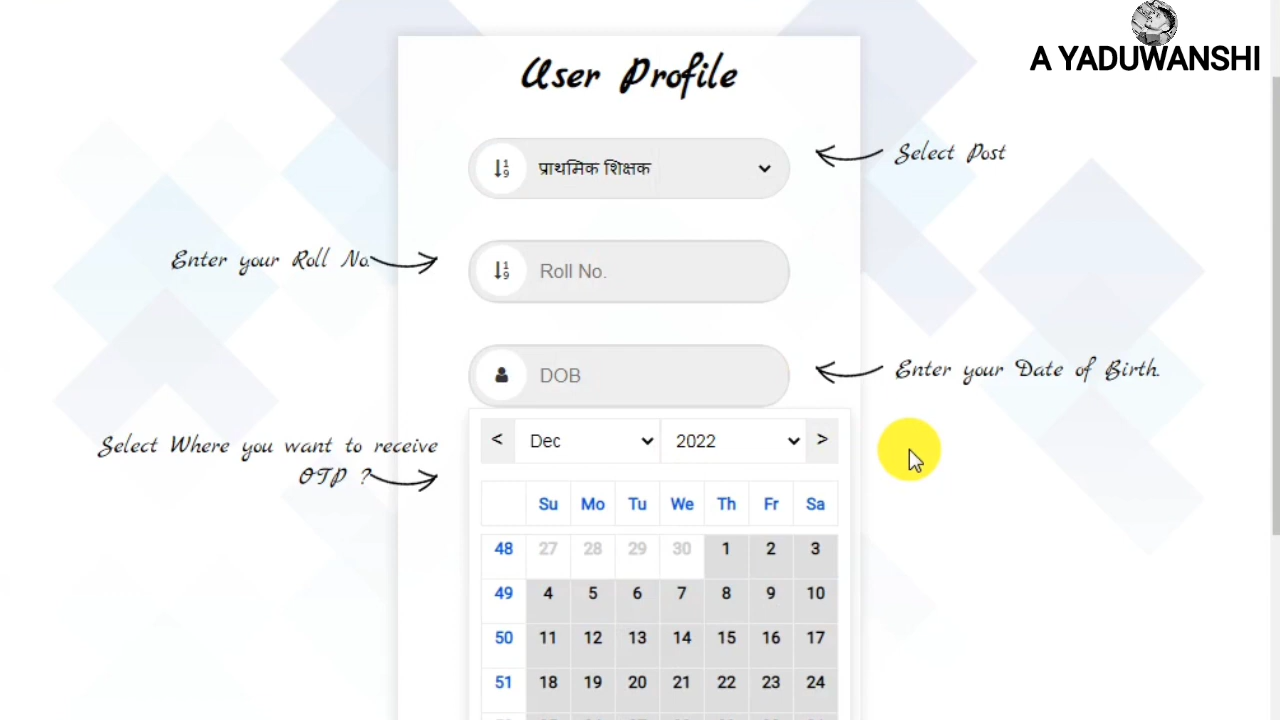 A YADUWANSHI
User Profile
प्राथमिक शिक्षक
Select Post
Enter your Roll No.
Roll No.
DOB
Enter your Date of Birth.
Select Where you want to receive
OTP ?
< Dec 2022 >
Su Mo Tu We Th Fr Sa
48 27 28 29 30 1 2 3
49 4 5 6 7 8 9 10
50 11 12 13 14 15 16 17
51 18 19 20 21 22 23 24